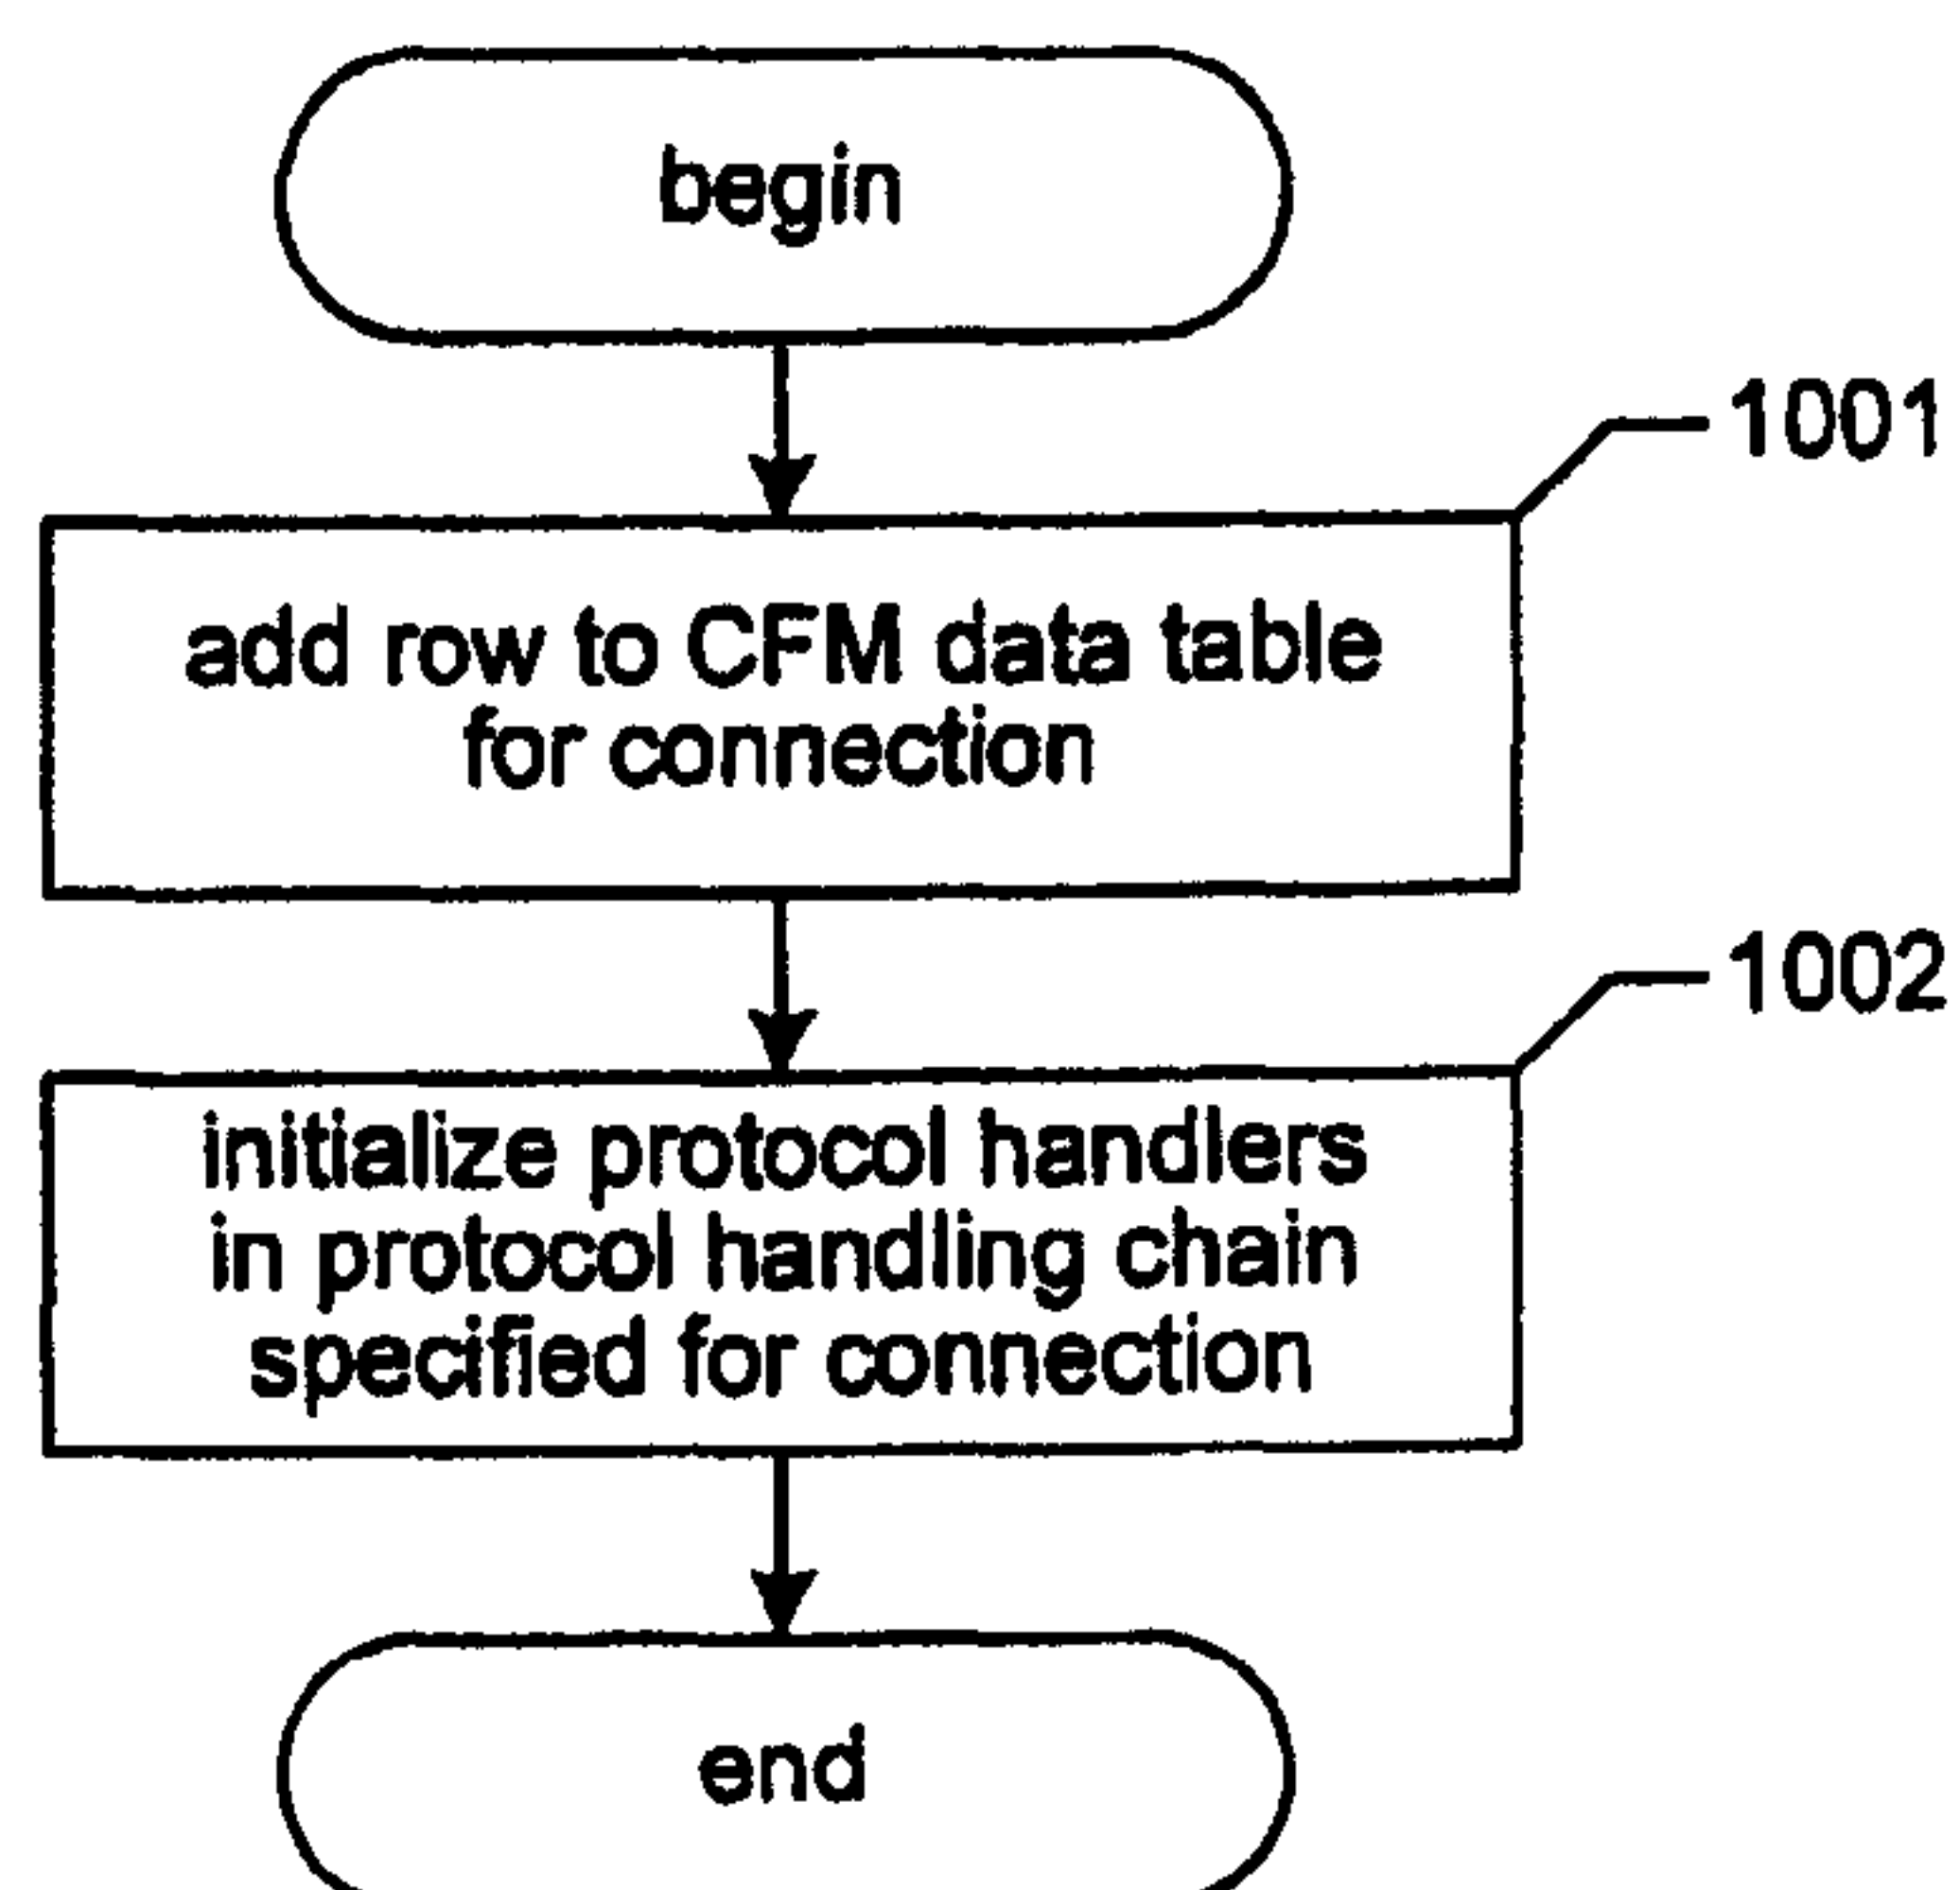 begin
1001
add row to CFM data table
for connection
1002
initialize protocol handlers
in protocol handling chain
specified for connection
end